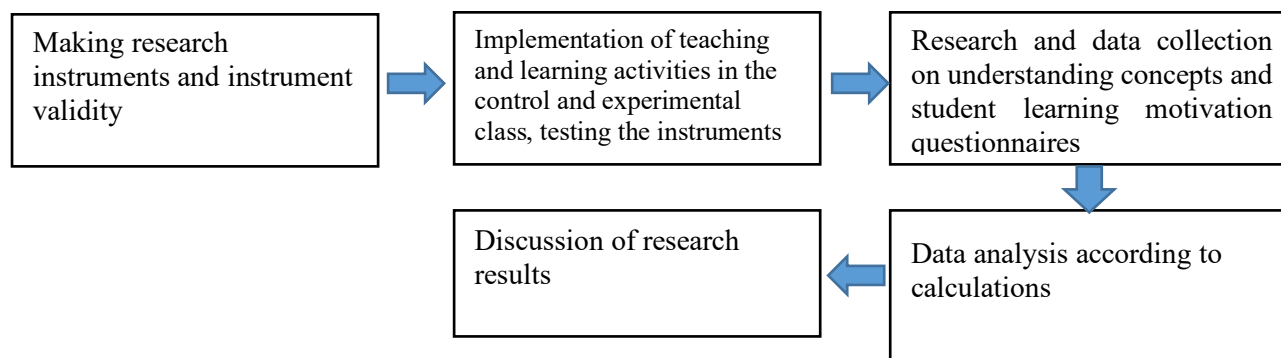 Making research
instruments and instrument
validity
Implementation of teaching
and learning activities in the
control and experimental
class, testing the instruments
Research and data collection
on understanding concepts and
student learning motivation
questionnaires
Data analysis according to
calculations
Discussion of research
results